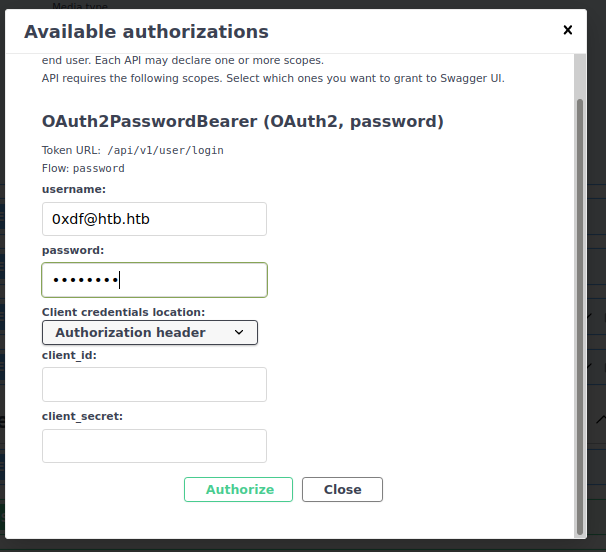 Media type
Available authorizations
×
end user. Each API may declare one or more scopes.
API requires the following scopes. Select which ones you want to grant to Swagger UI.
OAuth2PasswordBearer (OAuth2, password)
Token URL: /api/v1/user/login
Flow: password
username:
0xdf@htb.htb
password:
••••••••
Client credentials location:
Authorization header
client_id:
client_secret:
Authorize Close